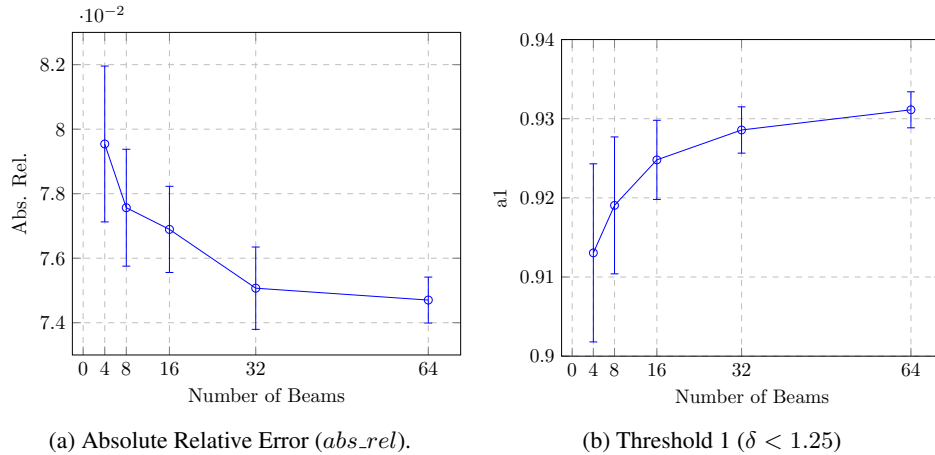 ·10−2
8.2
8
7.8
7.6
7.4
Abs. Rel.
0 4 8 16 32 64
Number of Beams
(a) Absolute Relative Error (abs_rel).
0.94
0.93
0.92
0.91
0.9
a1
0 4 8 16 32 64
Number of Beams
(b) Threshold 1 (δ < 1.25)